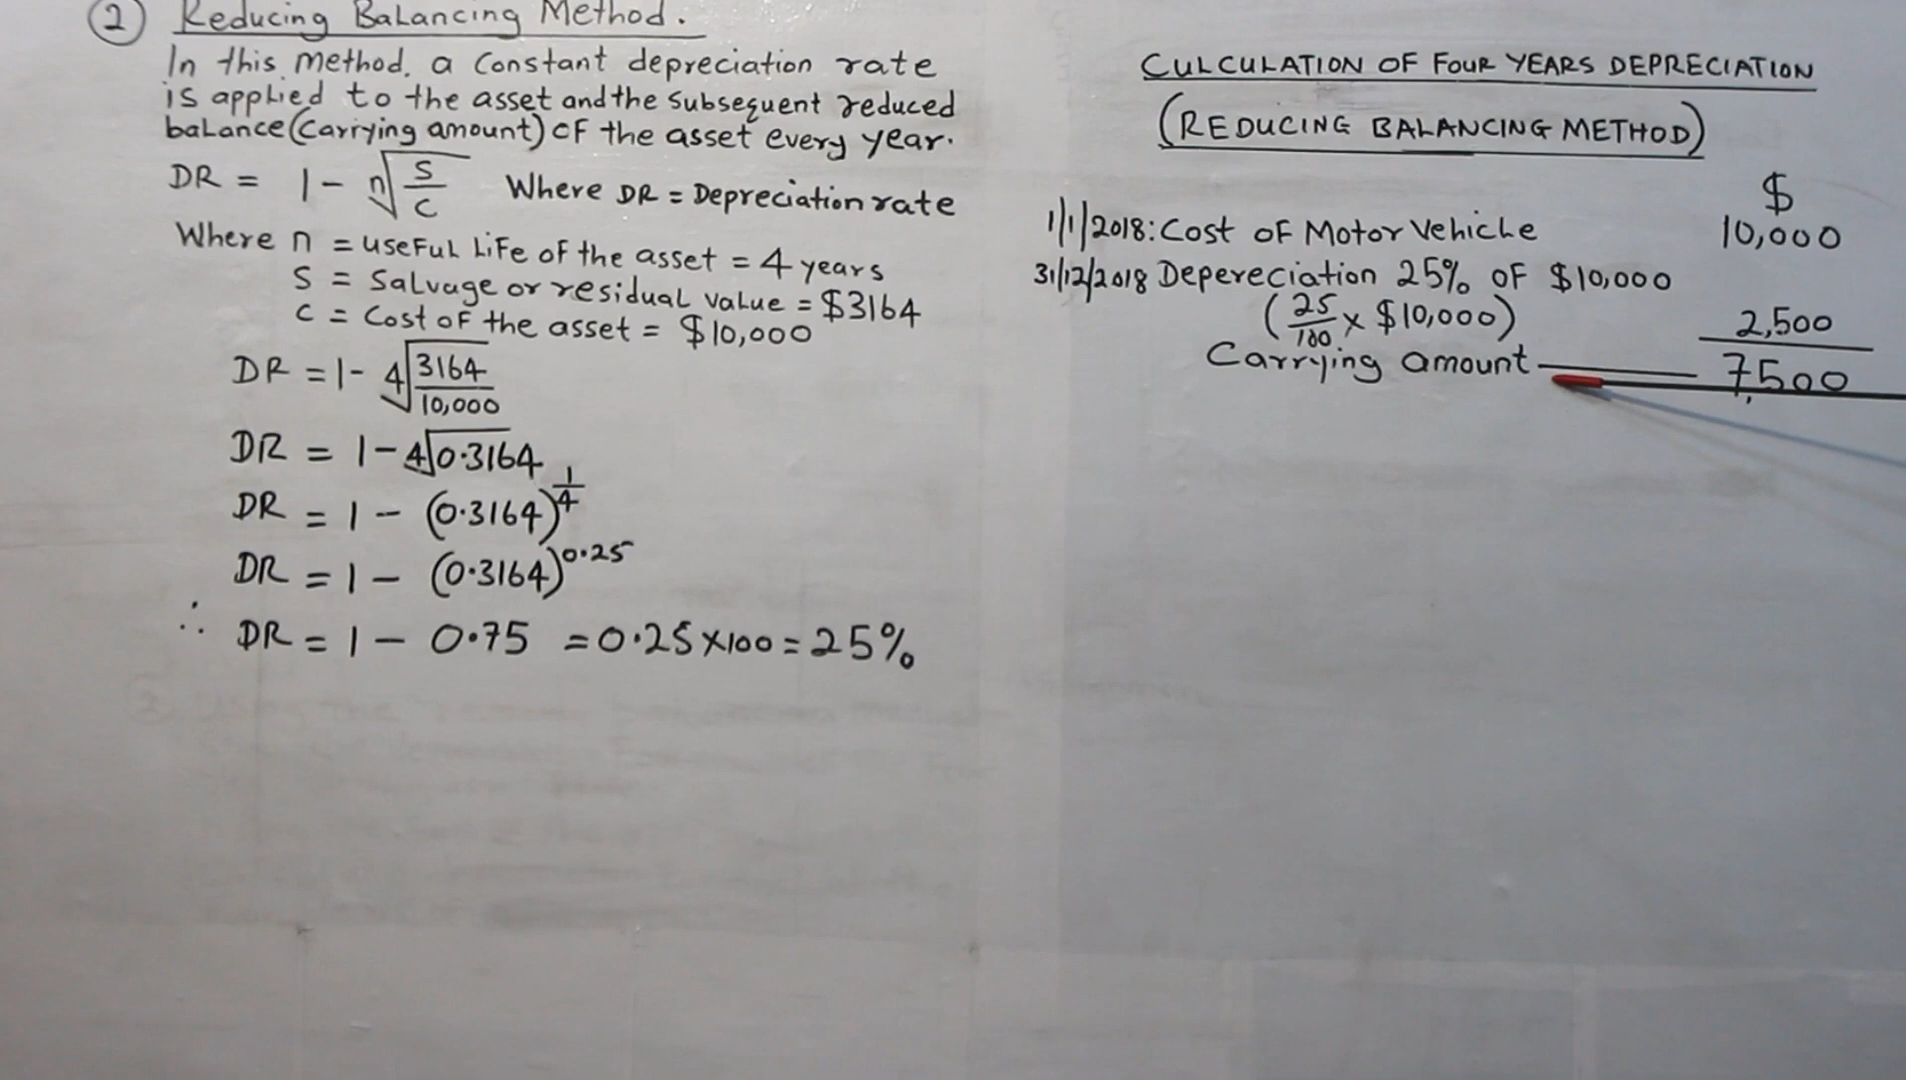 2 Reducing Balancing Method.
In this method, a constant depreciation rate
is applied to the asset and the subsequent reduced
balance (carrying amount) of the asset every year.
DR = 1 - n√(S/C) Where DR = Depreciation rate
Where n = useful life of the asset = 4 years
S = Salvage or residual value = $3164
C = Cost of the asset = $10,000
DR = 1 - 4√(3164/10,000)
DR = 1 - 4√0.3164
DR = 1 - (0.3164)^1/4
DR = 1 - (0.3164)^0.25
∴ DR = 1 - 0.75 = 0.25 x 100 = 25%
CULCULATION OF FOUR YEARS DEPRECIATION
(REDUCING BALANCING METHOD)
$
1/1/2018: Cost of Motor Vehicle 10,000
31/12/2018 Depereciation 25% of $10,000
(25/100 x $10,000) 2,500
Carrying amount 7,500